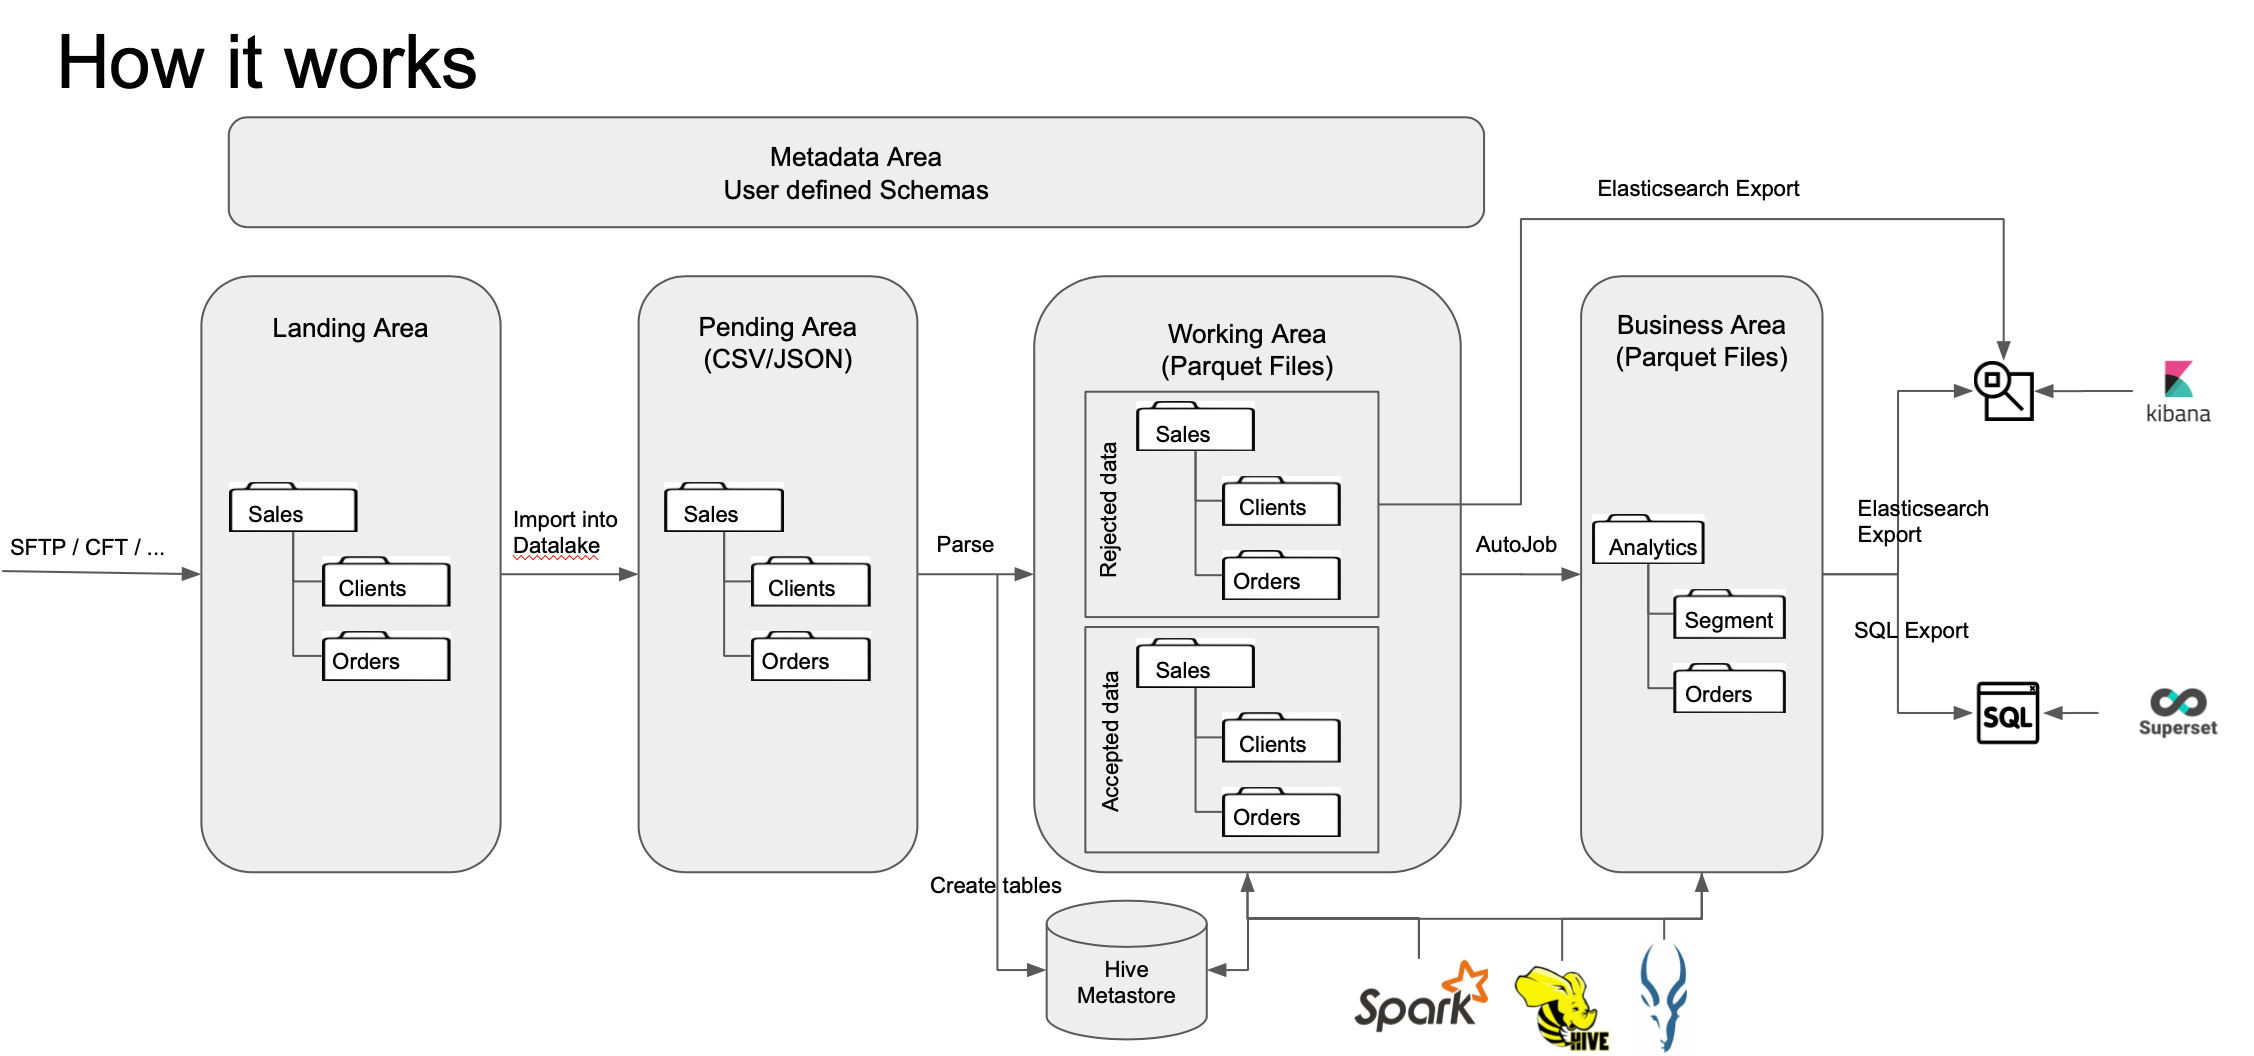 How it works
Metadata Area
User defined Schemas
Elasticsearch Export
Landing Area
Sales
Clients
Orders
SFTP / CFT / ...
Import into
Datalake
Pending Area
(CSV/JSON)
Sales
Clients
Orders
Parse
Create tables
Working Area
(Parquet Files)
Rejected data
Sales
Clients
Orders
Accepted data
Sales
Clients
Orders
AutoJob
Business Area
(Parquet Files)
Analytics
Segment
Orders
Elasticsearch
Export
SQL Export
kibana
SQL
Superset
Hive
Metastore
Spark
HIVE